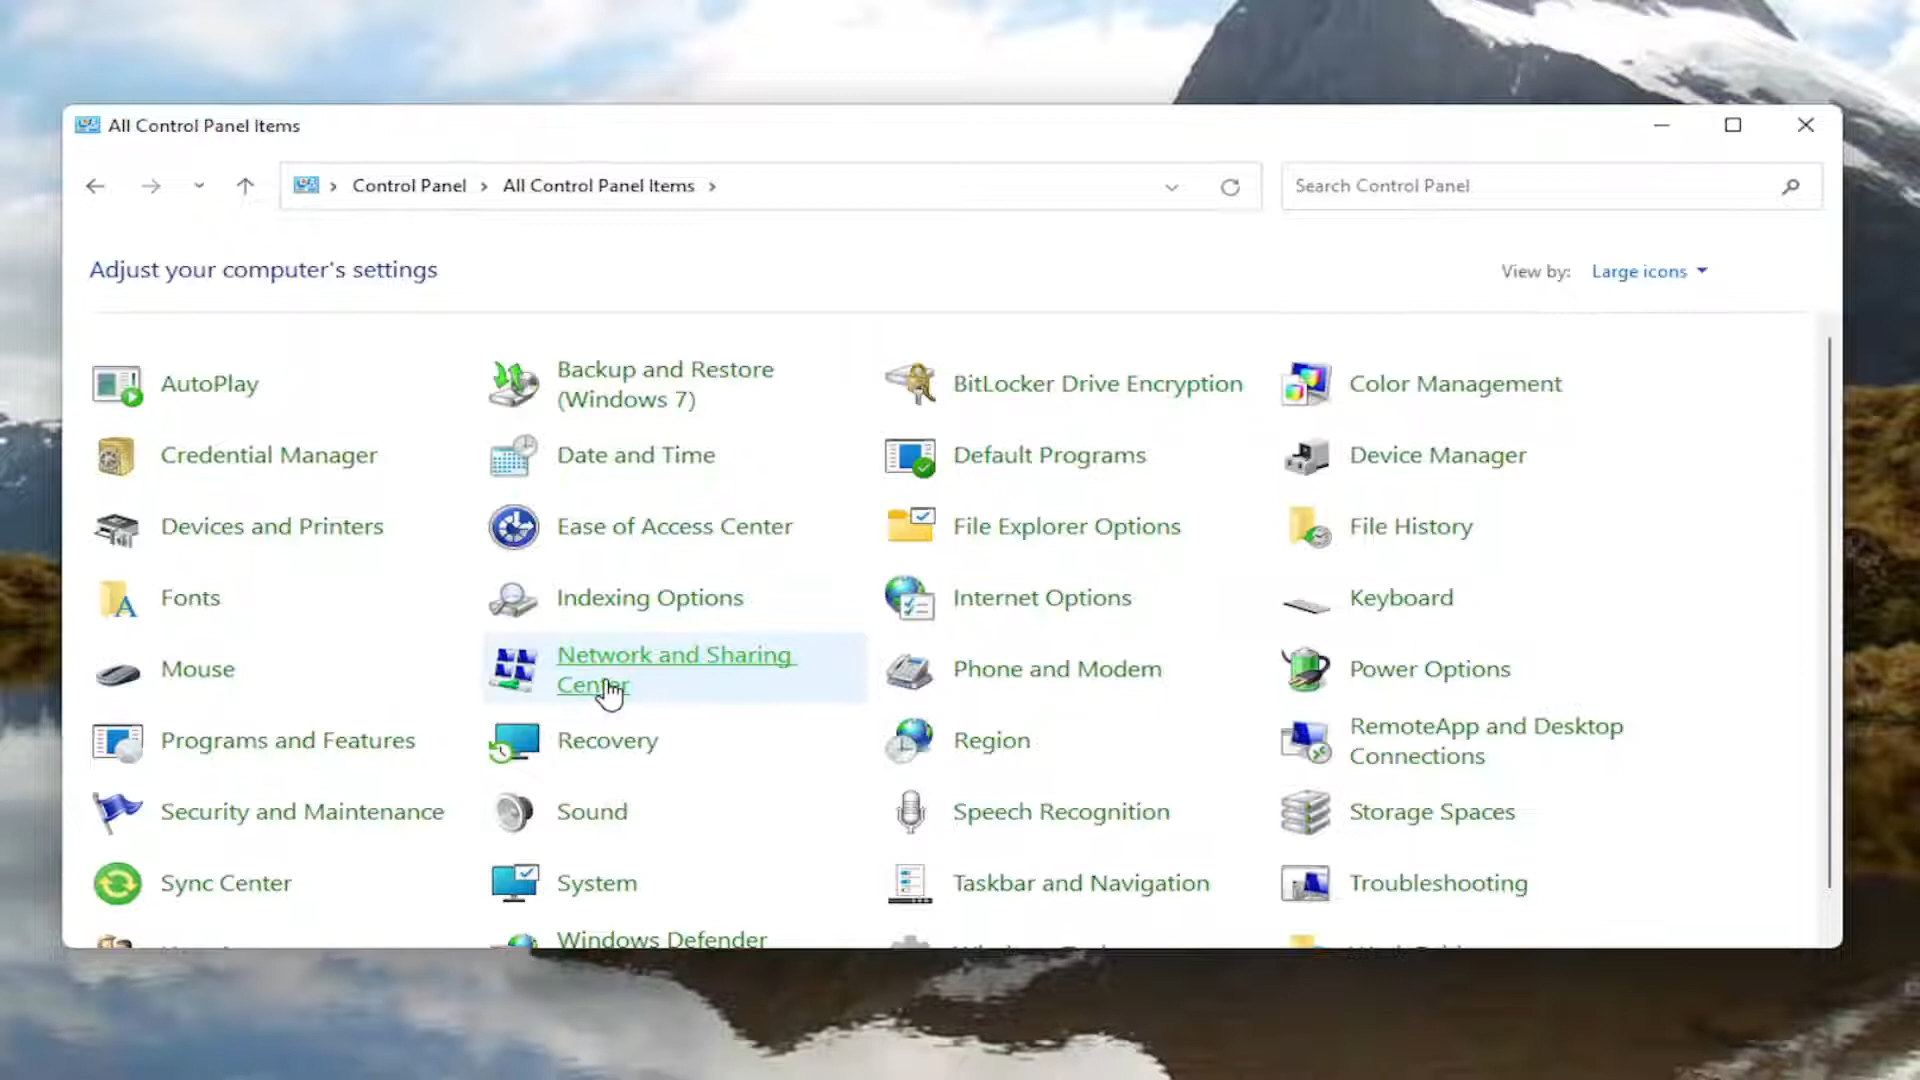 All Control Panel Items
Control Panel
All Control Panel Items
Search Control Panel
Adjust your computer's settings
View by:
Large icons
AutoPlay
Backup and Restore
(Windows 7)
BitLocker Drive Encryption
Color Management
Credential Manager
Date and Time
Default Programs
Device Manager
Devices and Printers
Ease of Access Center
File Explorer Options
File History
Fonts
Indexing Options
Internet Options
Keyboard
Mouse
Network and Sharing
Center
Phone and Modem
Power Options
Programs and Features
Recovery
Region
RemoteApp and Desktop
Connections
Security and Maintenance
Sound
Speech Recognition
Storage Spaces
Sync Center
System
Taskbar and Navigation
Troubleshooting
Windows Defender